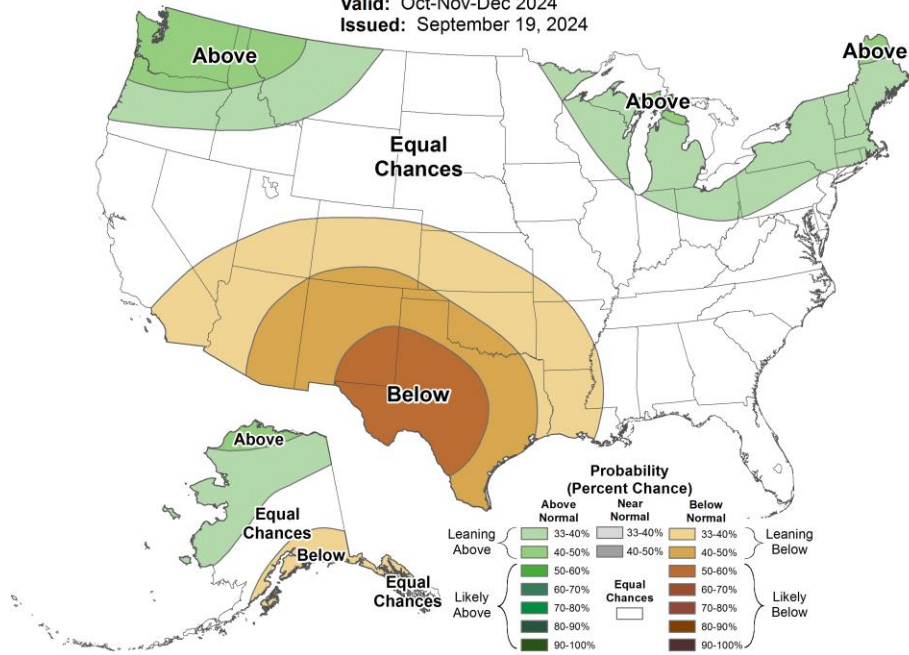 Valid: Oct-Nov-Dec 2024
Issued: September 19, 2024
Above
Above
Above
Equal
Chances
Below
Above
Equal
Chances
Below
Equal
Chances
Probability
(Percent Chance)
Above
Normal
Near
Normal
Below
Normal
Leaning
Above
33-40% 33-40% 33-40%
40-50% 40-50% 40-50%
Leaning
Below
Likely
Above
50-60%
60-70%
70-80%
80-90%
90-100%
Equal
Chances
50-60%
60-70%
70-80%
80-90%
90-100%
Likely
Below